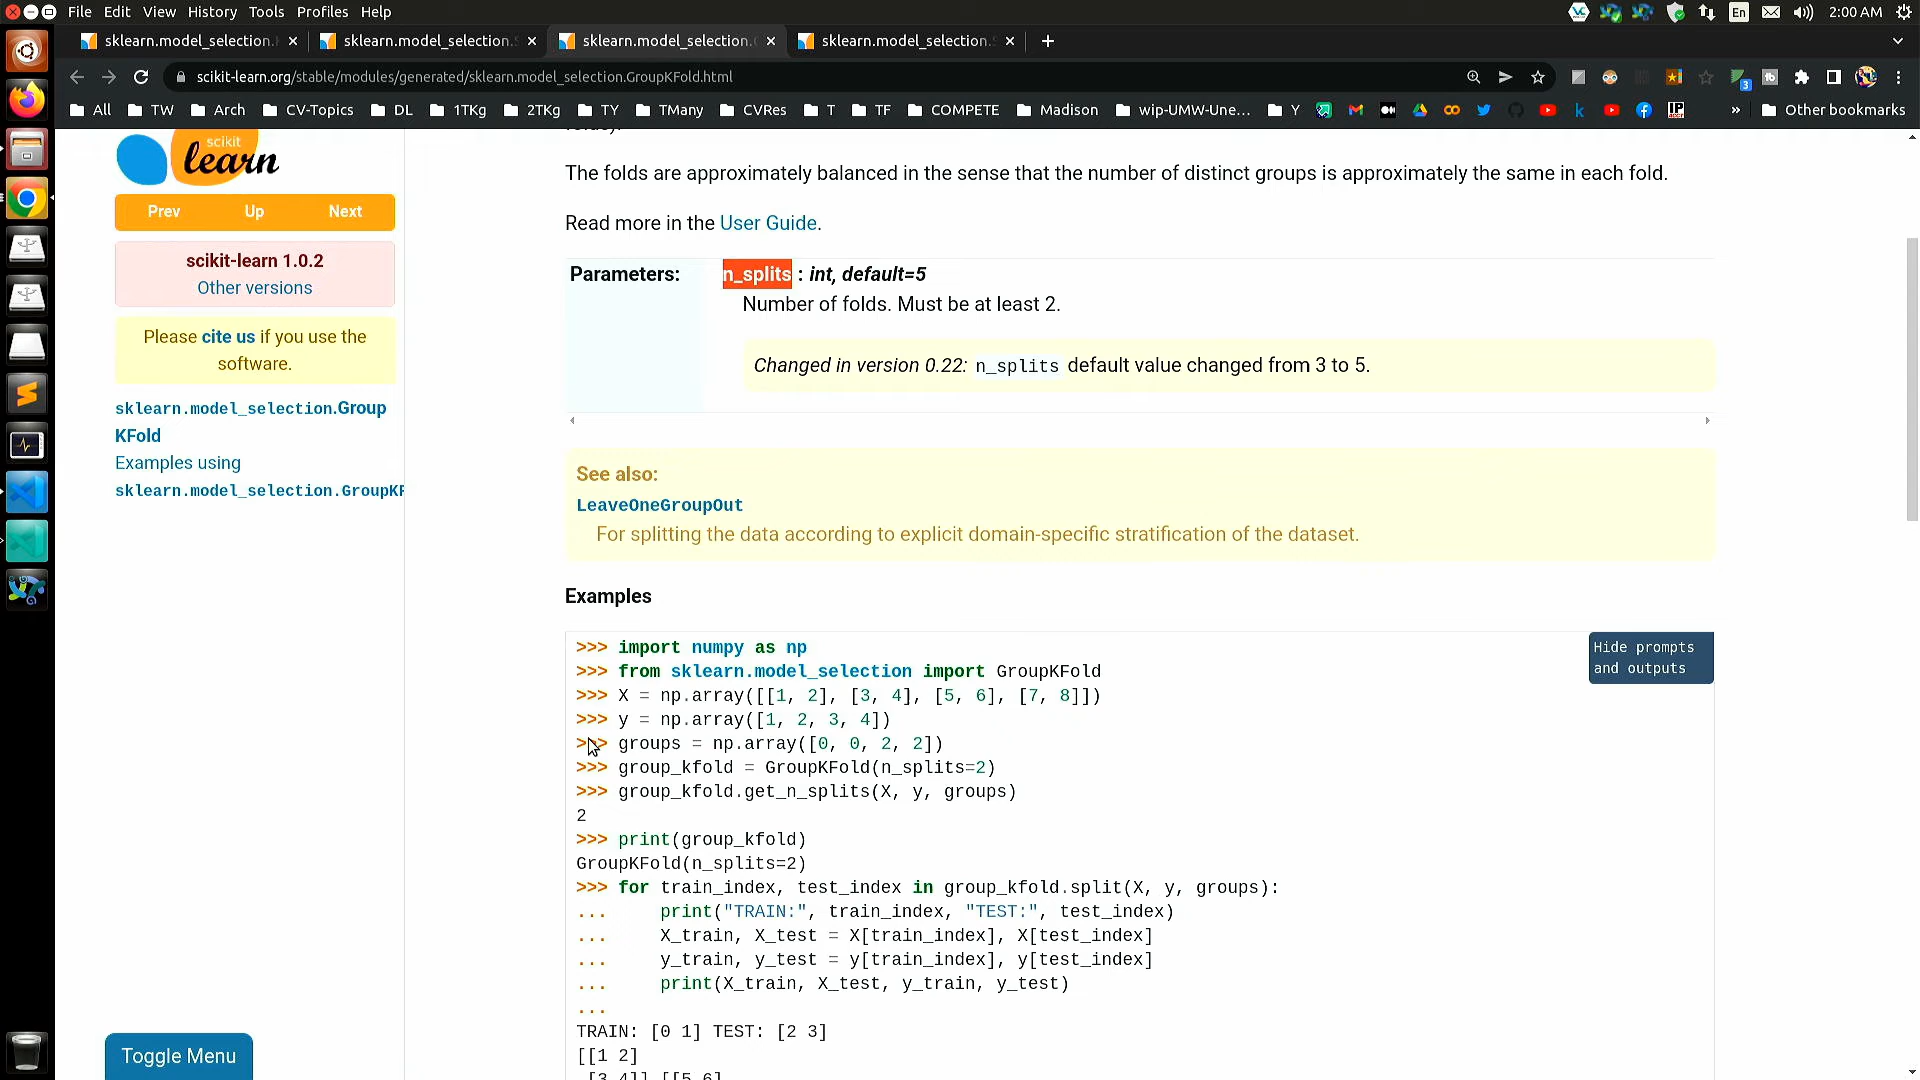 File Edit View History Tools Profiles Help
En 2:00 AM
sklearn.model_selection. sklearn.model_selection. sklearn.model_selection. sklearn.model_selection.
scikit-learn.org/stable/modules/generated/sklearn.model_selection.GroupKFold.html
All TW Arch CV-Topics DL 1TKg 2TKg TY TMany CVRes T TF COMPETE Madison wip-UMW-Une... Y » Other bookmarks
scikit
learn
Prev Up Next
scikit-learn 1.0.2
Other versions
Please cite us if you use the
software.
sklearn.model_selection.Group
KFold
Examples using
sklearn.model_selection.GroupKF
Toggle Menu
The folds are approximately balanced in the sense that the number of distinct groups is approximately the same in each fold.
Read more in the User Guide.
Parameters: n_splits : int, default=5
Number of folds. Must be at least 2.
Changed in version 0.22: n_splits default value changed from 3 to 5.
See also:
LeaveOneGroupOut
For splitting the data according to explicit domain-specific stratification of the dataset.
Examples
Hide prompts
and outputs
>>> import numpy as np
>>> from sklearn.model_selection import GroupKFold
>>> X = np.array([[1, 2], [3, 4], [5, 6], [7, 8]])
>>> y = np.array([1, 2, 3, 4])
>>> groups = np.array([0, 0, 2, 2])
>>> group_kfold = GroupKFold(n_splits=2)
>>> group_kfold.get_n_splits(X, y, groups)
2
>>> print(group_kfold)
GroupKFold(n_splits=2)
>>> for train_index, test_index in group_kfold.split(X, y, groups):
... print("TRAIN:", train_index, "TEST:", test_index)
... X_train, X_test = X[train_index], X[test_index]
... y_train, y_test = y[train_index], y[test_index]
... print(X_train, X_test, y_train, y_test)
...
TRAIN: [0 1] TEST: [2 3]
[[1 2]
[3 4]] [[5 6]